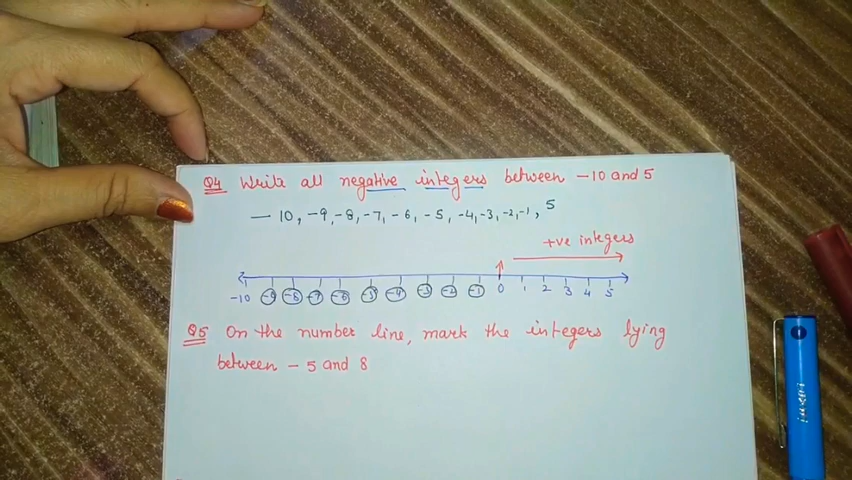 Q4 Write all negative integers between -10 and 5
- 10, -9, -8, -7, -6, -5, -4, -3, -2, -1, 5
+ve integers
-10 -9 -8 -7 -6 -5 -4 -3 -2 -1 0 1 2 3 4 5
Q5 On the number line, mark the integers lying
between - 5 and 8